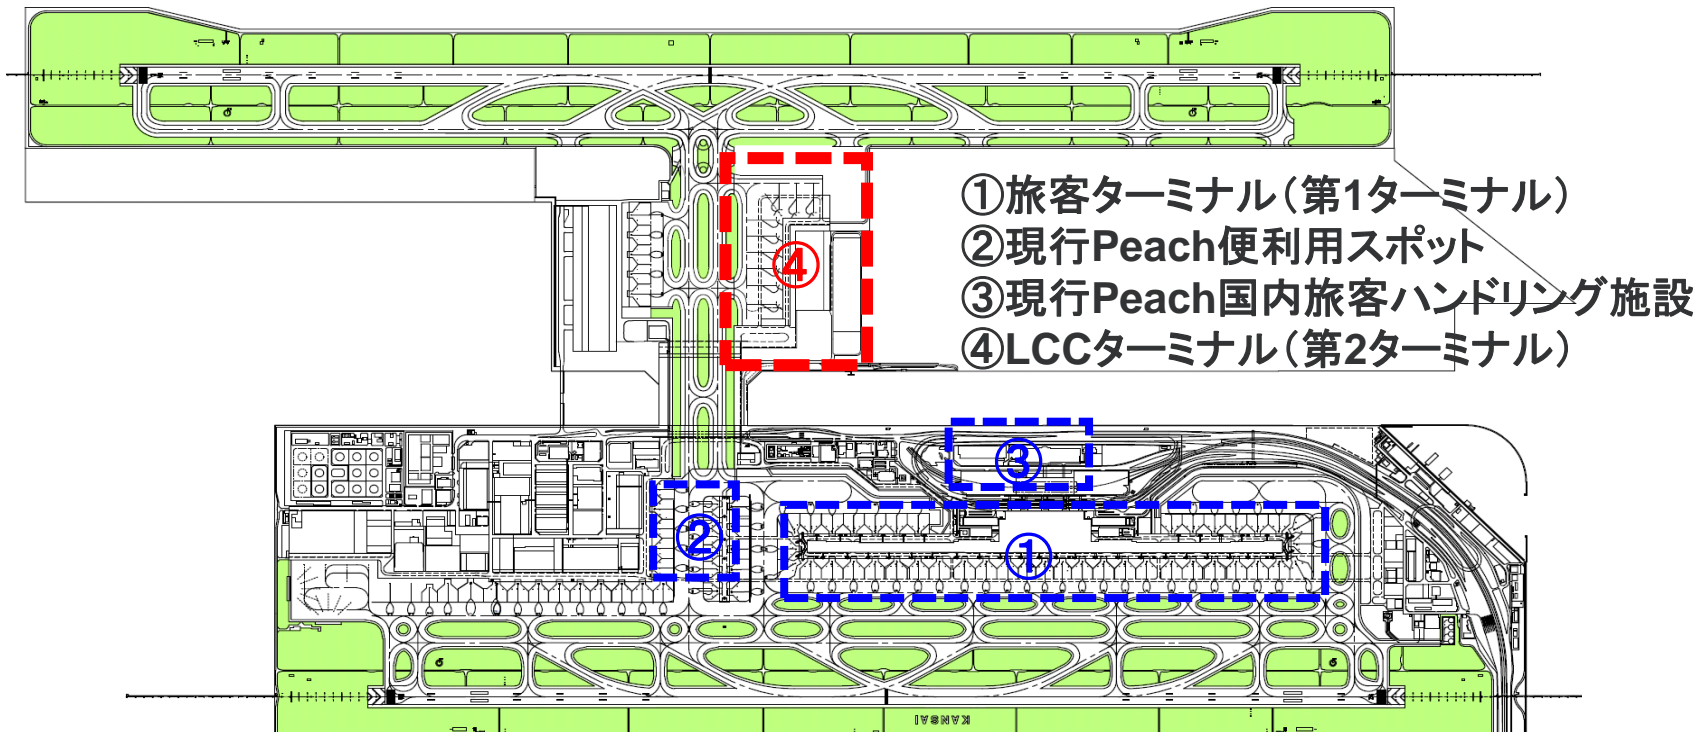 ①旅客ターミナル（第1ターミナル）
②現行Peach便利用スポット
③現行Peach国内旅客ハンドリング施設
④LCCターミナル（第2ターミナル）
④
③
②
①
KANSAI